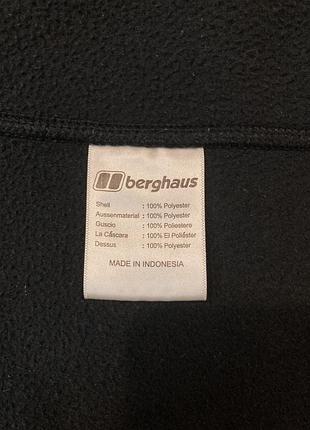 berghaus
Shell : 100% Polyester
Aussenmaterial : 100% Polyester
Guscio : 100% Poliestere
La Cáscara : 100% El Poliéster
Dessus : 100% Polyester
MADE IN INDONESIA